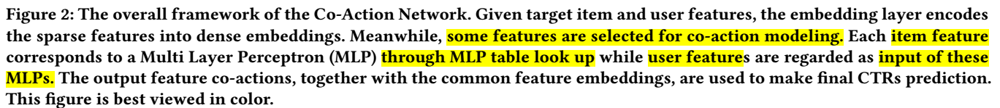 Figure 2: The overall framework of the Co-Action Network. Given target item and user features, the embedding layer encodes
the sparse features into dense embeddings. Meanwhile, some features are selected for co-action modeling. Each item feature
corresponds to a Multi Layer Perceptron (MLP) through MLP table look up while user features are regarded as input of these
MLPs. The output feature co-actions, together with the common feature embeddings, are used to make final CTRs prediction.
This figure is best viewed in color.